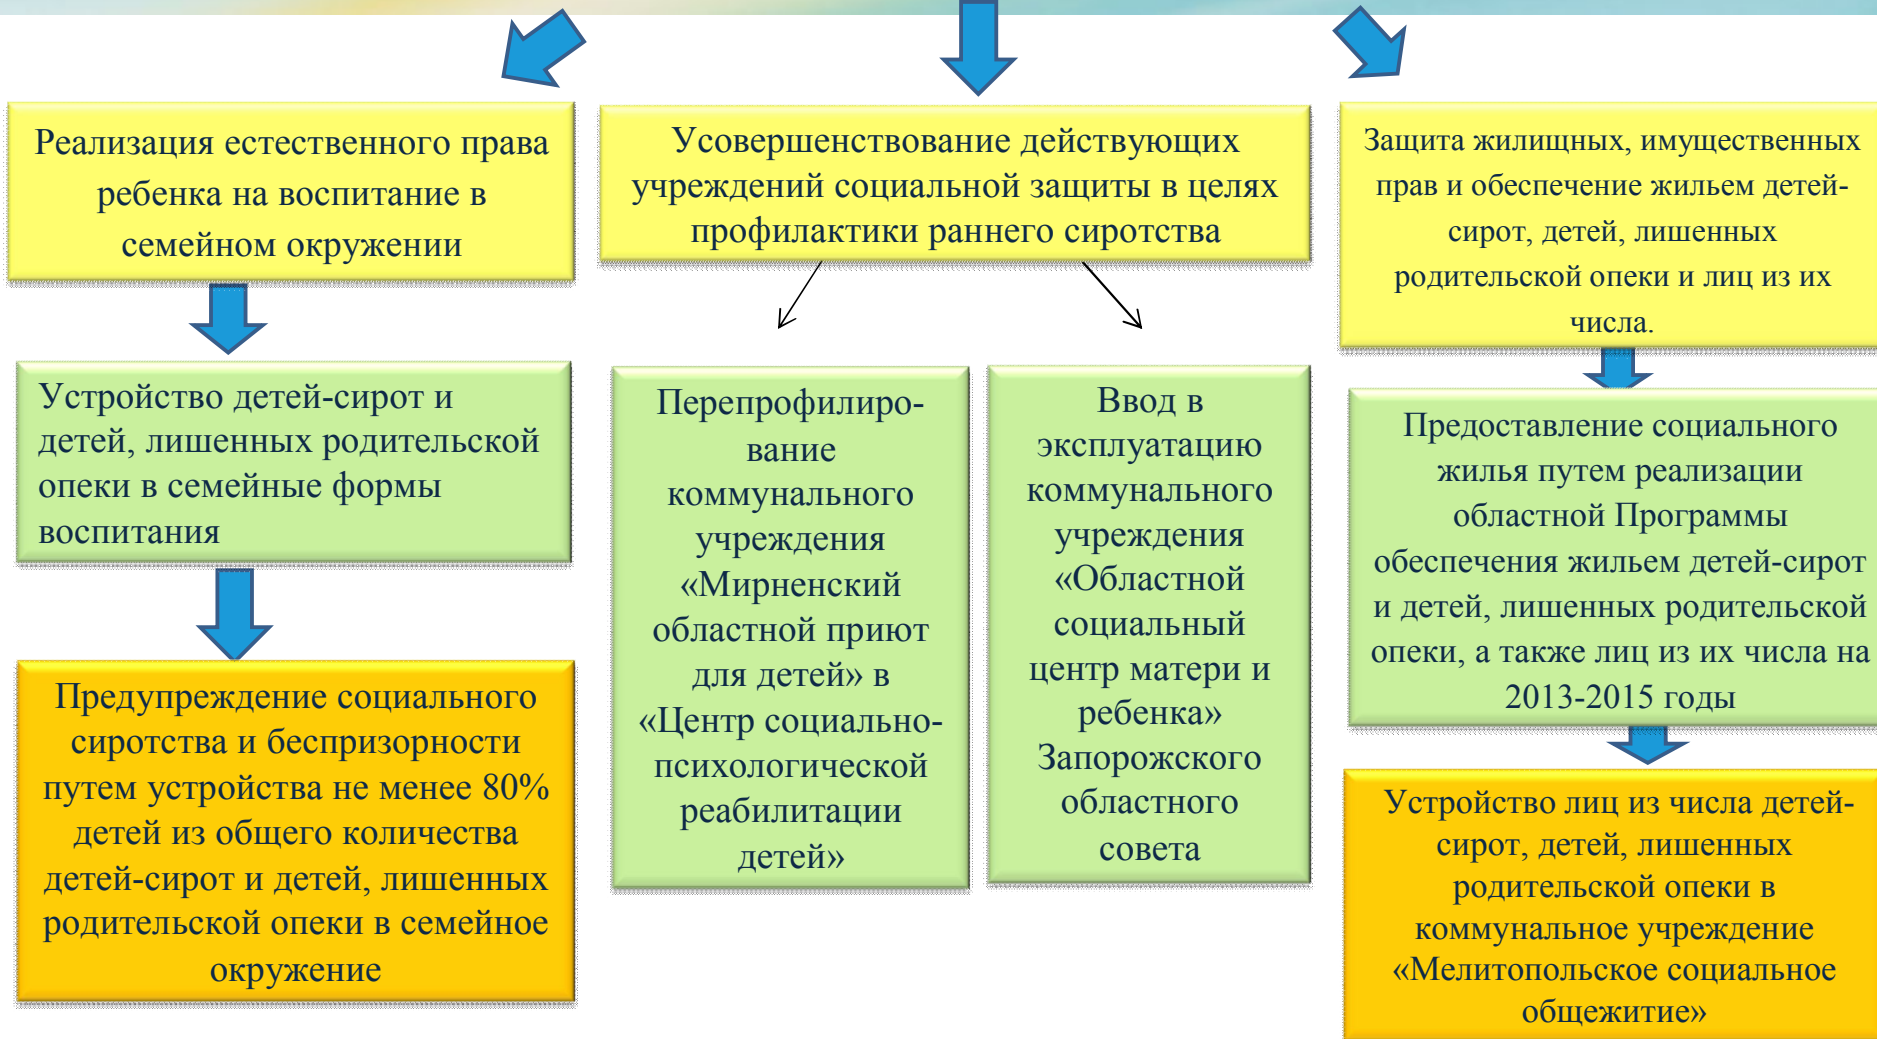 Реализация естественного права
ребенка на воспитание в
семейном окружении
Устройство детей-сирот и
детей, лишенных родительской
опеки в семейные формы
воспитания
Предупреждение социального
сиротства и беспризорности
путем устройства не менее 80%
детей из общего количества
детей-сирот и детей, лишенных
родительской опеки в семейное
окружение
Усовершенствование действующих
учреждений социальной защиты в целях
профилактики раннего сиротства
Перепрофилиро-
вание
коммунального
учреждения
«Мирненский
областной приют
для детей» в
«Центр социально-
психологической
реабилитации
детей»
Ввод в
эксплуатацию
коммунального
учреждения
«Областной
социальный
центр матери и
ребенка»
Запорожского
областного
совета
Защита жилищных, имущественных
прав и обеспечение жильем детей-
сирот, детей, лишенных
родительской опеки и лиц из их
числа.
Предоставление социального
жилья путем реализации
областной Программы
обеспечения жильем детей-сирот
и детей, лишенных родительской
опеки, а также лиц из их числа на
2013-2015 годы
Устройство лиц из числа детей-
сирот, детей, лишенных
родительской опеки в
коммунальное учреждение
«Мелитопольское социальное
общежитие»